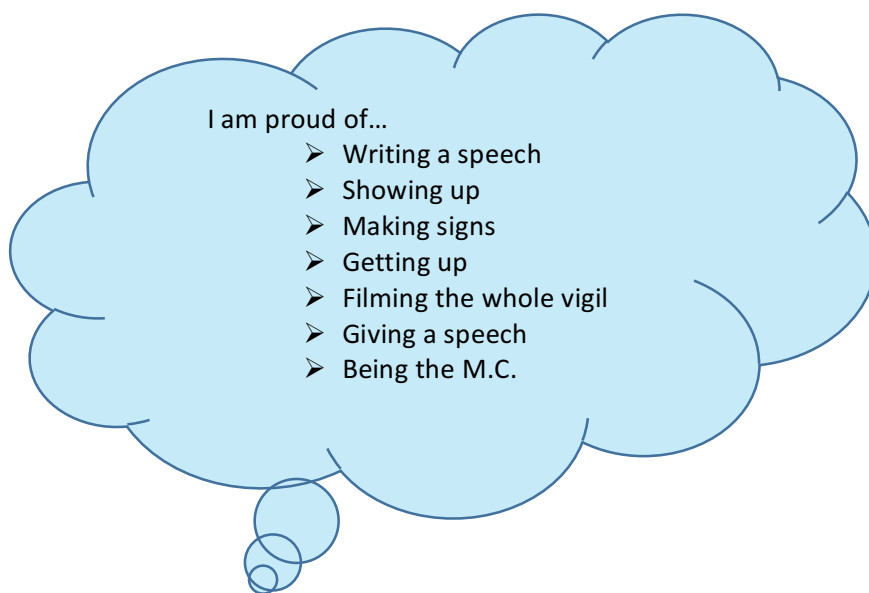 I am proud of…
➢ Writing a speech
➢ Showing up
➢ Making signs
➢ Getting up
➢ Filming the whole vigil
➢ Giving a speech
➢ Being the M.C.